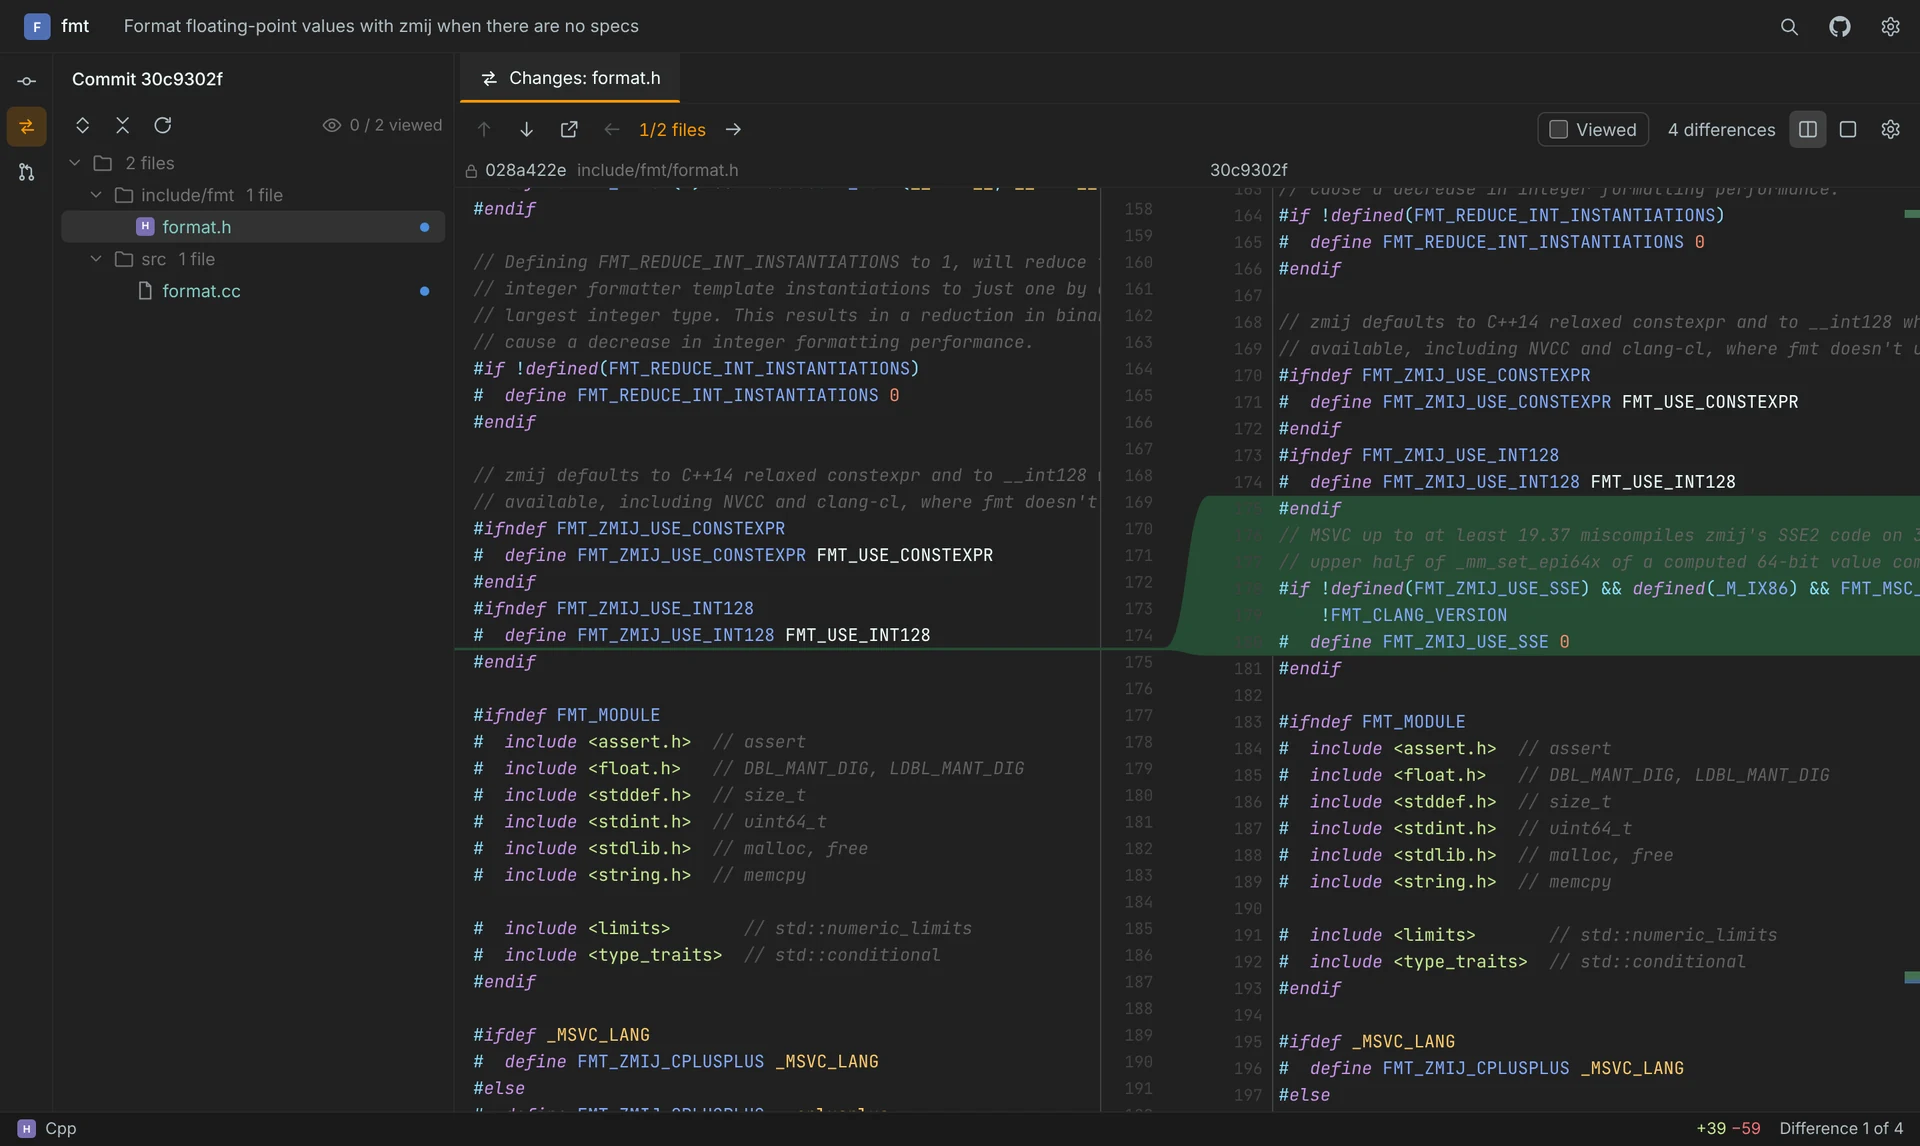 F fmt Format floating-point values with zmij when there are no specs
Commit 30c9302f
Changes: format.h
0 / 2 viewed
1/2 files
Viewed
4 differences
2 files
include/fmt 1 file
H format.h
src 1 file
format.cc
028a422e include/fmt/format.h
30c9302f
#endif 158
159
// Defining FMT_REDUCE_INT_INSTANTIATIONS to 1, will reduce 160
// integer formatter template instantiations to just one by 161
// largest integer type. This results in a reduction in bina 162
// cause a decrease in integer formatting performance. 163
#if !defined(FMT_REDUCE_INT_INSTANTIATIONS) 164
#  define FMT_REDUCE_INT_INSTANTIATIONS 0 165
#endif 166
167
// zmij defaults to C++14 relaxed constexpr and to __int128 168
// available, including NVCC and clang-cl, where fmt doesn't 169
#ifndef FMT_ZMIJ_USE_CONSTEXPR 170
#  define FMT_ZMIJ_USE_CONSTEXPR FMT_USE_CONSTEXPR 171
#endif 172
#ifndef FMT_ZMIJ_USE_INT128 173
#  define FMT_ZMIJ_USE_INT128 FMT_USE_INT128 174
#endif 175
176
#ifndef FMT_MODULE 177
#  include <assert.h>  // assert 178
#  include <float.h>   // DBL_MANT_DIG, LDBL_MANT_DIG 179
#  include <stddef.h>  // size_t 180
#  include <stdint.h>  // uint64_t 181
#  include <stdlib.h>  // malloc, free 182
#  include <string.h>  // memcpy 183
184
#  include <limits>       // std::numeric_limits 185
#  include <type_traits>  // std::conditional 186
#endif 187
188
#ifdef _MSVC_LANG 189
#  define FMT_ZMIJ_CPLUSPLUS _MSVC_LANG 190
#else 191
163 // cause a decrease in integer formatting performance.
164 #if !defined(FMT_REDUCE_INT_INSTANTIATIONS)
165 #  define FMT_REDUCE_INT_INSTANTIATIONS 0
166 #endif
167
168 // zmij defaults to C++14 relaxed constexpr and to __int128 wh
169 // available, including NVCC and clang-cl, where fmt doesn't u
170 #ifndef FMT_ZMIJ_USE_CONSTEXPR
171 #  define FMT_ZMIJ_USE_CONSTEXPR FMT_USE_CONSTEXPR
172 #endif
173 #ifndef FMT_ZMIJ_USE_INT128
174 #  define FMT_ZMIJ_USE_INT128 FMT_USE_INT128
#endif
// MSVC up to at least 19.37 miscompiles zmij's SSE2 code on 3
// upper half of _mm_set_epi64x of a computed 64-bit value com
#if !defined(FMT_ZMIJ_USE_SSE) && defined(_M_IX86) && FMT_MSC_
!FMT_CLANG_VERSION
#  define FMT_ZMIJ_USE_SSE 0
181 #endif
182
183 #ifndef FMT_MODULE
184 #  include <assert.h>  // assert
185 #  include <float.h>   // DBL_MANT_DIG, LDBL_MANT_DIG
186 #  include <stddef.h>  // size_t
187 #  include <stdint.h>  // uint64_t
188 #  include <stdlib.h>  // malloc, free
189 #  include <string.h>  // memcpy
190
191 #  include <limits>       // std::numeric_limits
192 #  include <type_traits>  // std::conditional
193 #endif
194
195 #ifdef _MSVC_LANG
196 #  define FMT_ZMIJ_CPLUSPLUS _MSVC_LANG
197 #else
H Cpp
+39 −59 Difference 1 of 4